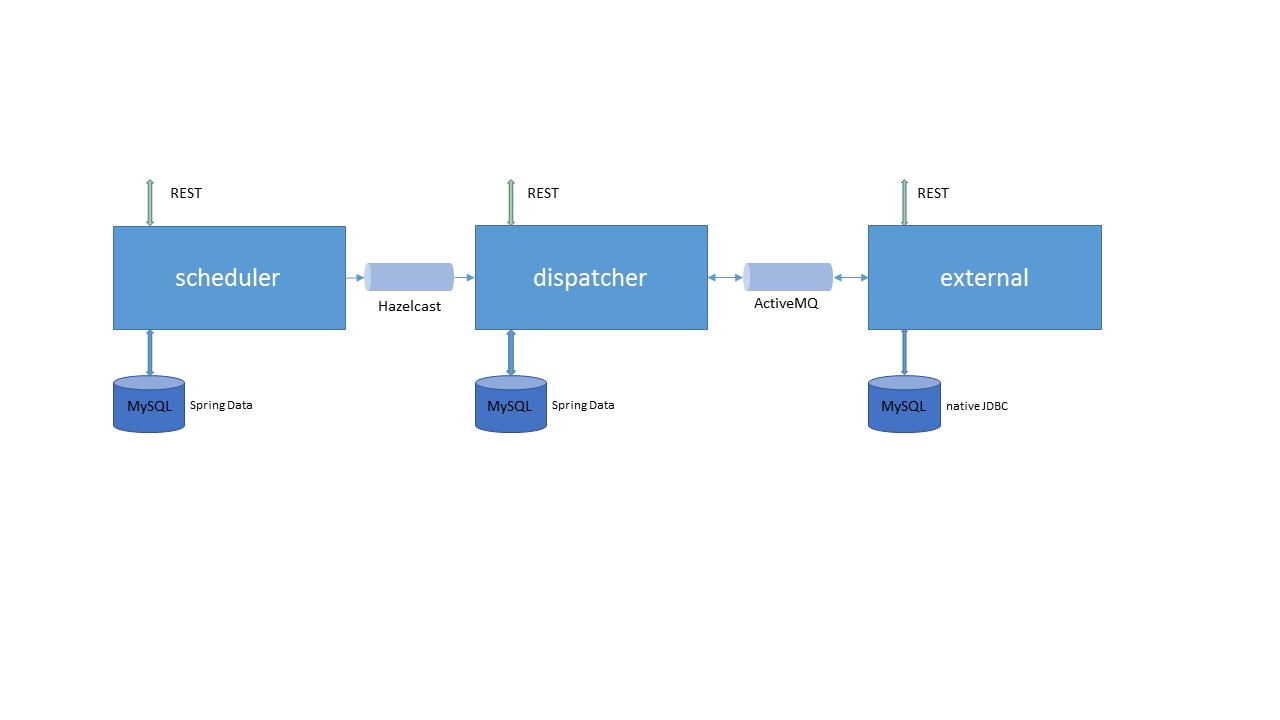 REST
REST
REST
scheduler
dispatcher
external
Hazelcast
ActiveMQ
MySQL
Spring Data
MySQL
Spring Data
MySQL
native JDBC